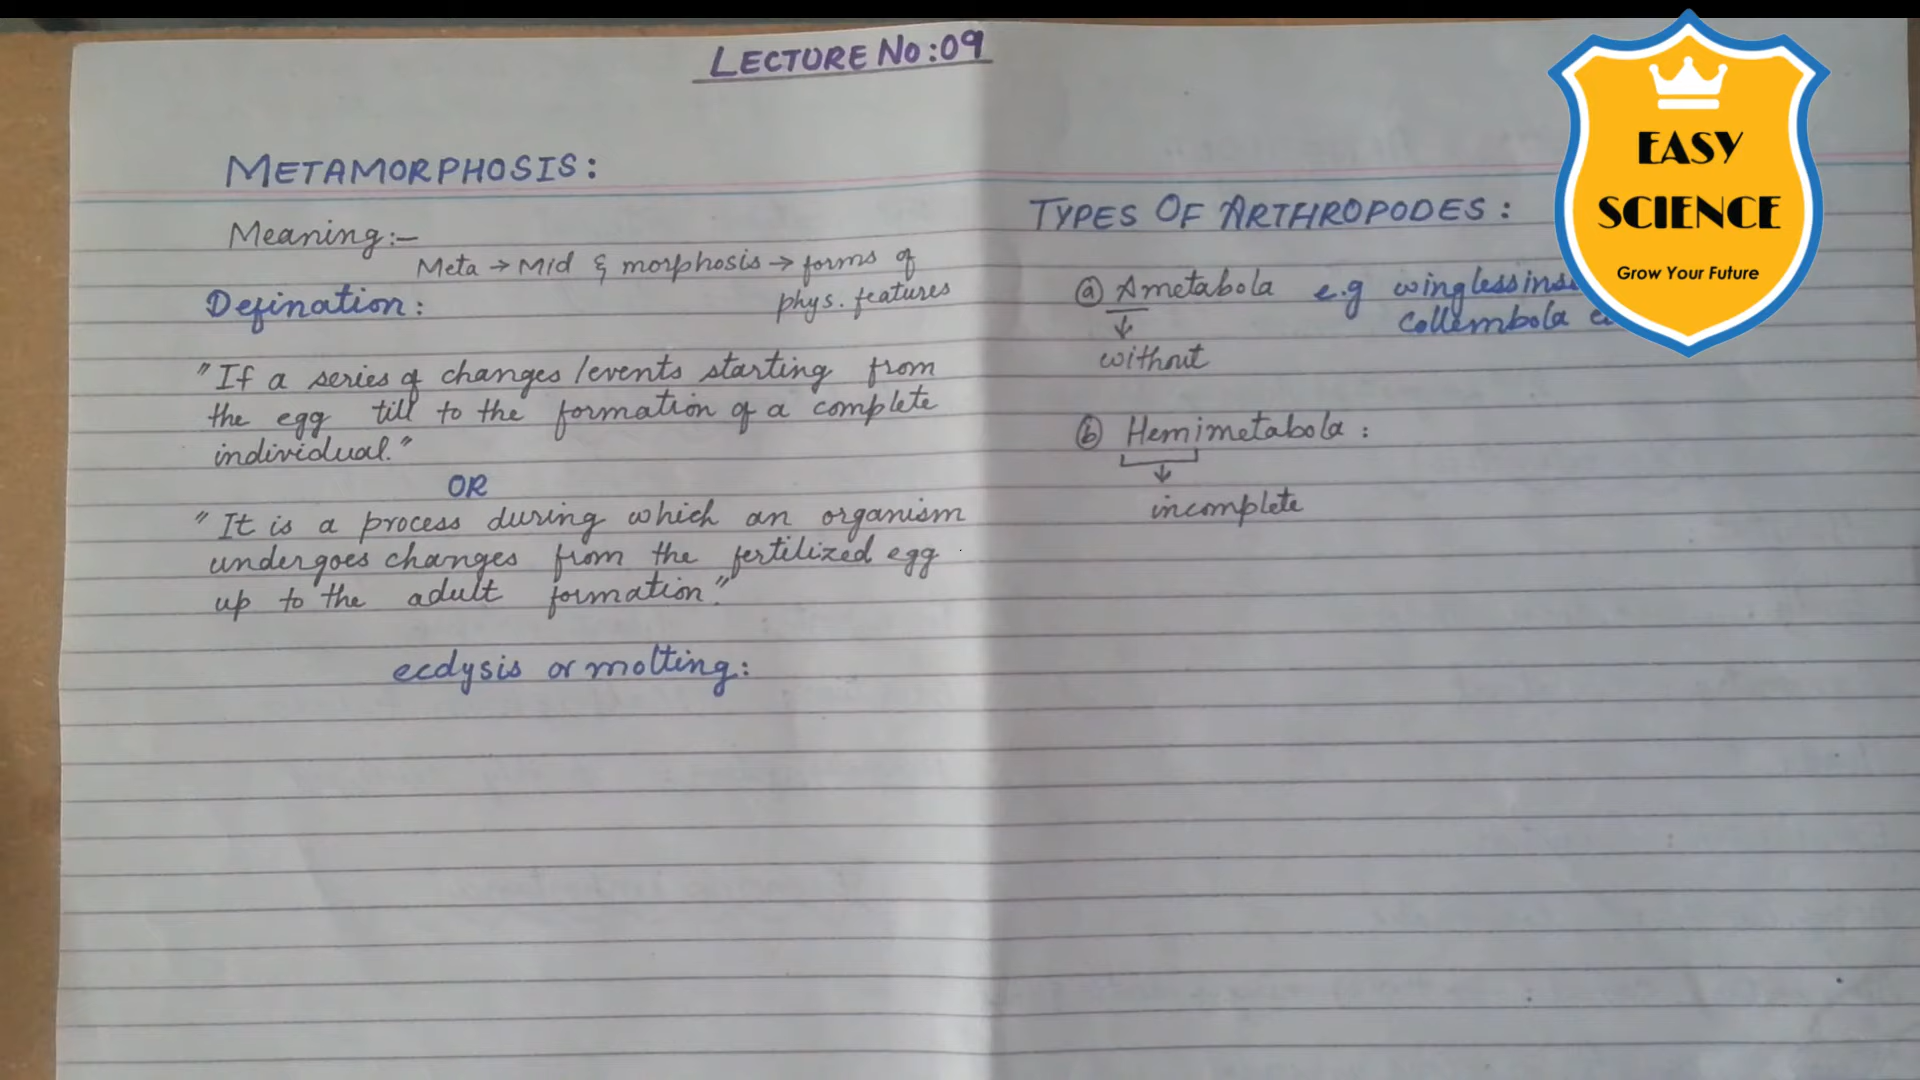 LECTURE No:09
METAMORPHOSIS:
Meaning:-
Meta → Mid & morphosis → forms of
phys. features
Defination:
"If a series of changes/events starting from
the egg till to the formation of a complete
individual."
OR
"It is a process during which an organism
undergoes changes from the fertilized egg
up to the adult formation."
ecdysis or molting:
TYPES OF ARTHROPODES:
(a) Ametabola e.g wingless
collembola
↓
without
(b) Hemimetabola:
↓
incomplete
EASY
SCIENCE
Grow Your Future